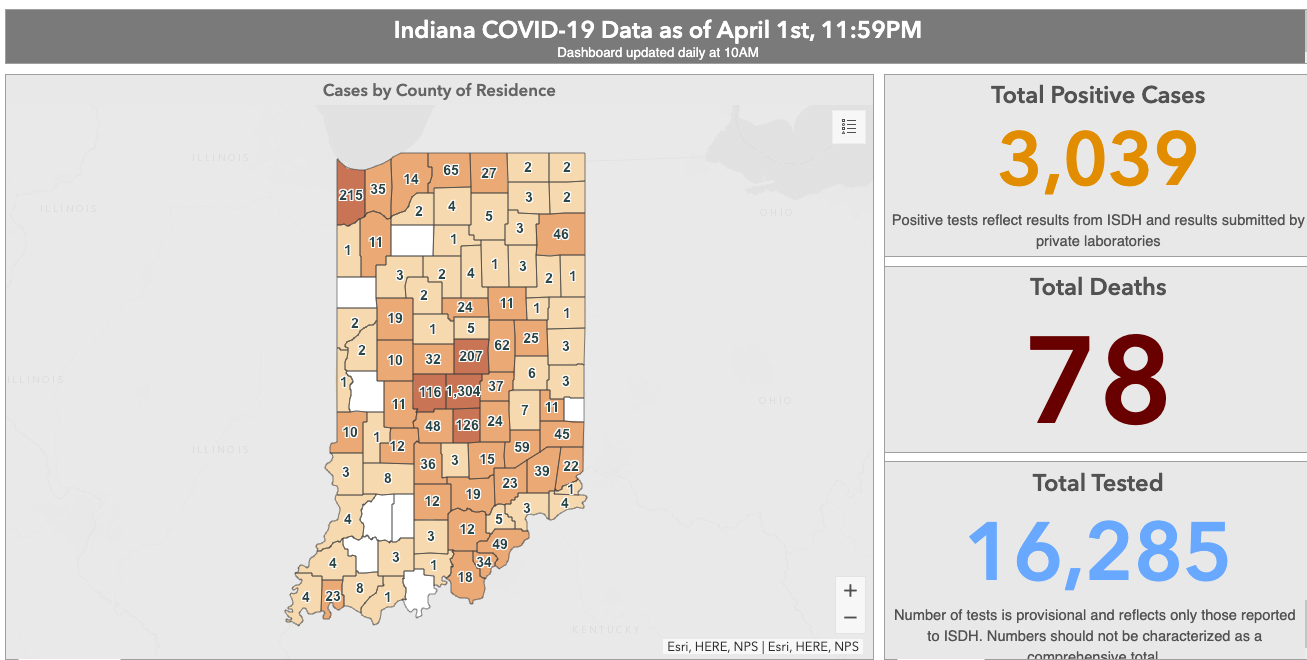 Indiana COVID-19 Data as of April 1st, 11:59PM
Dashboard updated daily at 10AM
Cases by County of Residence
ILLINOIS
ILLINOIS
OHIO
ILLINOIS
OHIO
ILLINOIS
KENTUCKY
215 35 14 65 27 2 2
2 4 5 3 2
1 11 1 3 46
3 2 4 1 3 2 1
2 19 2 24 11 1 1
2 10 1 5 62 25 3
1 32 207 6 3
11 116 1,304 37 7 11
10 1 12 48 126 24 45
3 8 36 3 15 59 39 22
4 12 19 23 3 1 4
3 12 5 49
4 3 1 34
4 23 8 1 18
+
−
Esri, HERE, NPS | Esri, HERE, NPS
Total Positive Cases
3,039
Positive tests reflect results from ISDH and results submitted by
private laboratories
Total Deaths
78
Total Tested
16,285
Number of tests is provisional and reflects only those reported
to ISDH. Numbers should not be characterized as a
comprehensive total.